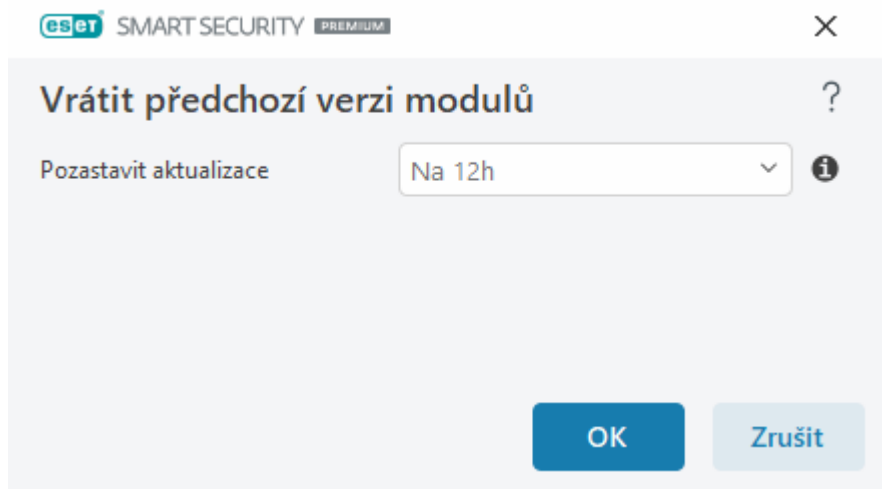 eset SMART SECURITY PREMIUM
Vrátit předchozí verzi modulů ?
Pozastavit aktualizace Na 12h
OK Zrušit